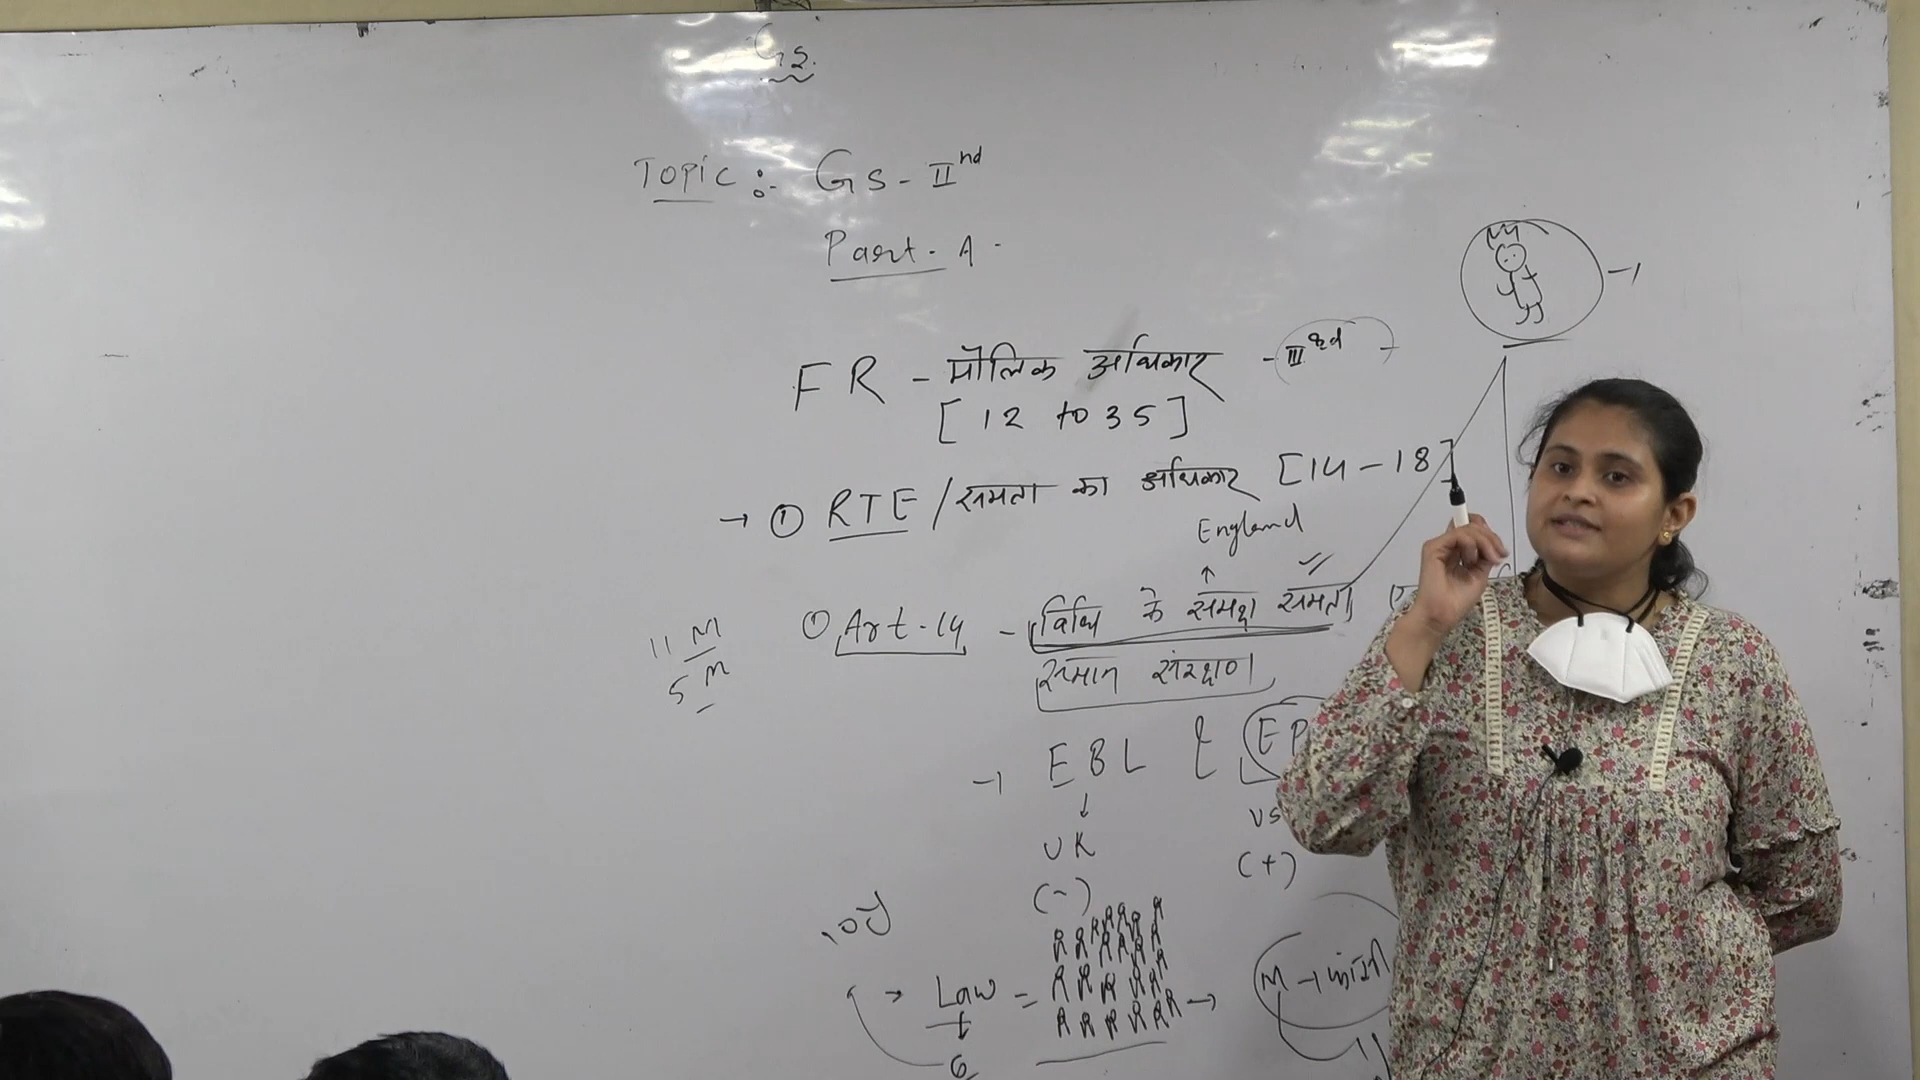 GS.
Topic :- GS - II nd
Part - A
FR - मौलिक अधिकार - III
[12 to 35]
→ ① RTE / समता का अधिकार [14 - 18]
England
↑
① Art - 14 - विधि के समक्ष समता
समान संरक्षण
11 M
5 M
EBL & EP
↓
UK US
(-) (+)
→ Law = →
M →